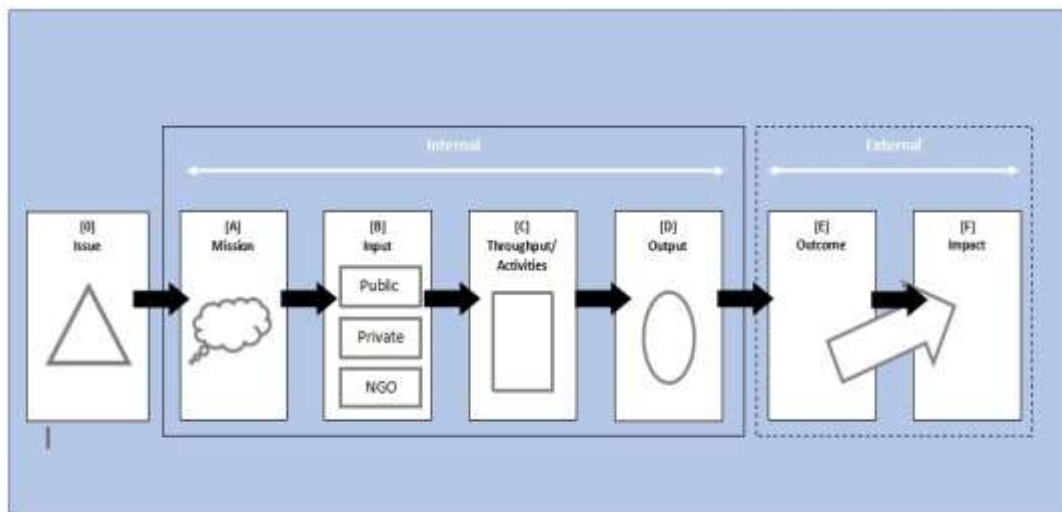 Internal
External
[0]
Issue
[A]
Mission
[B]
Input
Public
Private
NGO
[C]
Throughput/
Activities
[D]
Output
[E]
Outcome
[F]
Impact